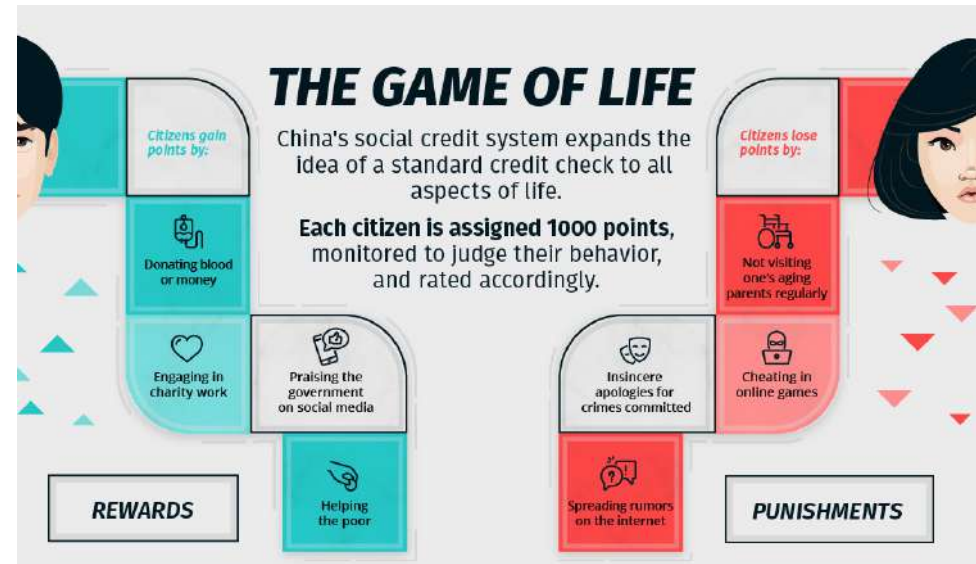 THE GAME OF LIFE
China's social credit system expands the
idea of a standard credit check to all
aspects of life.
Each citizen is assigned 1000 points,
monitored to judge their behavior,
and rated accordingly.
Citizens gain
points by:
Donating blood
or money
Engaging in
charity work
Praising the
government
on social media
Helping
the poor
REWARDS
Citizens lose
points by:
Not visiting
one's aging
parents regularly
Cheating in
online games
Insincere
apologies for
crimes committed
Spreading rumors
on the internet
PUNISHMENTS